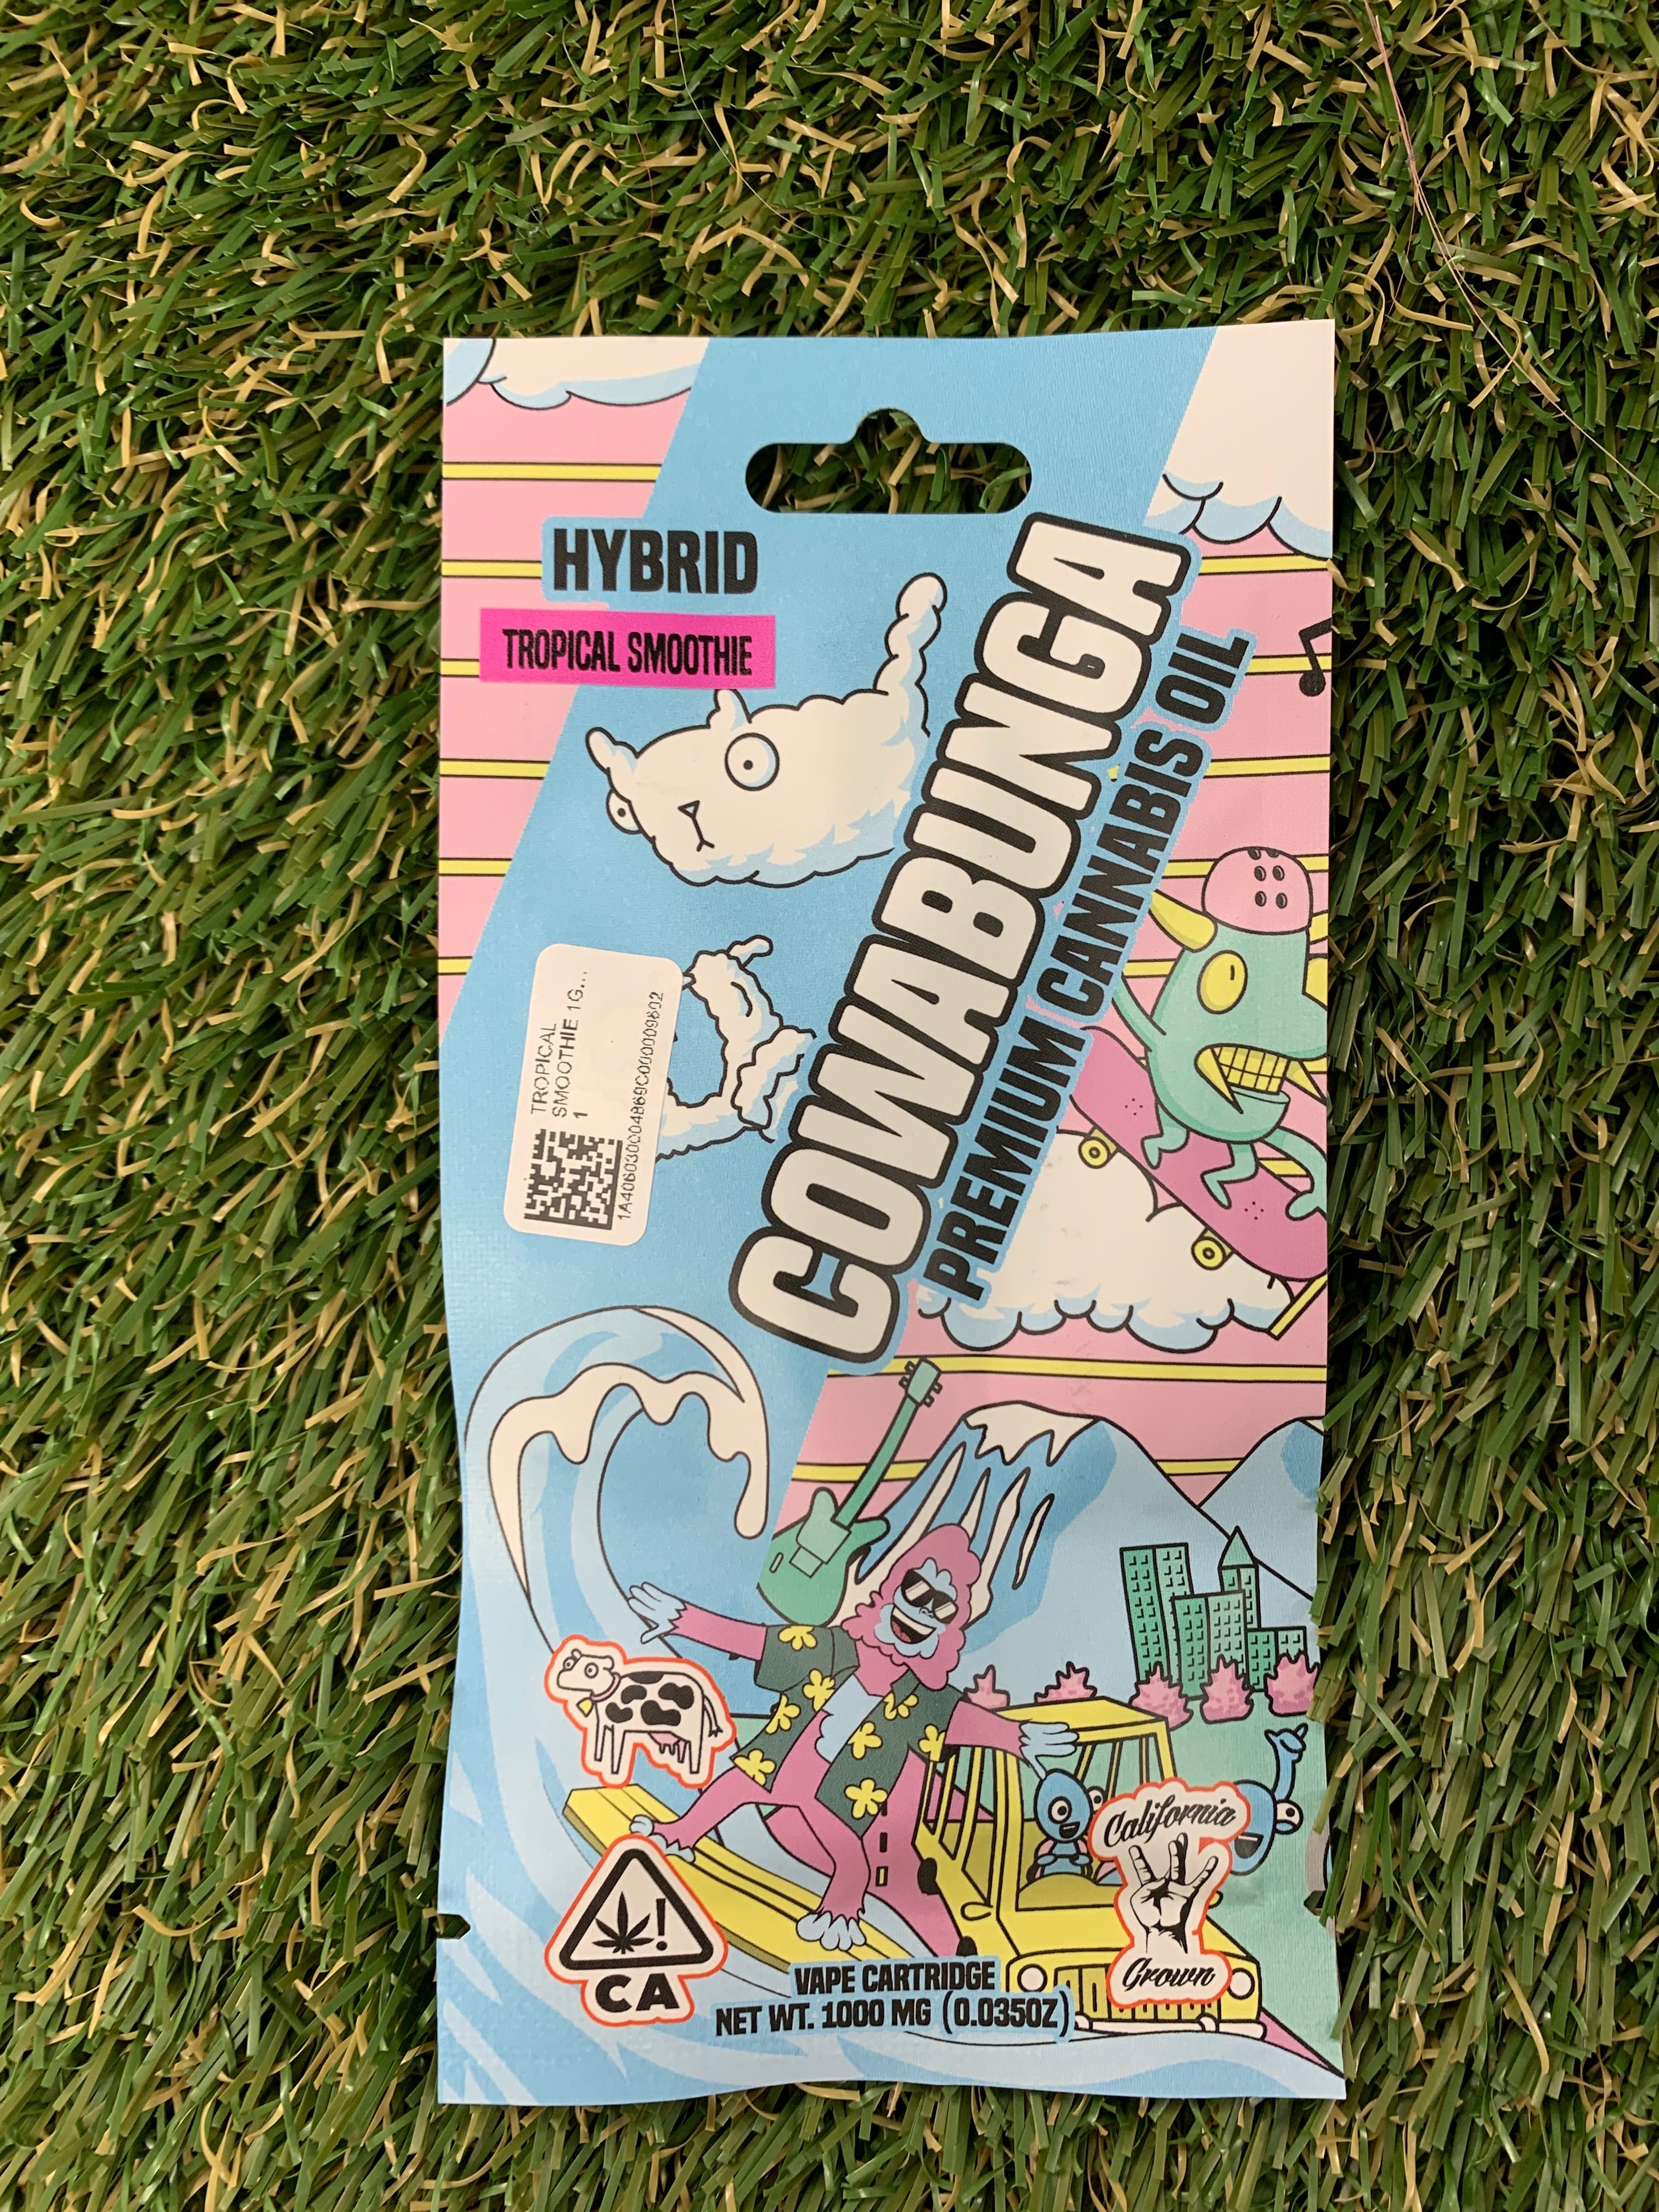 HYBRID
TROPICAL SMOOTHIE
COWABUNGA
PREMIUM CANNABIS OIL
TROPICAL
SMOOTHIE 1G...
1
1A4060300004869C000009602
California
Grown
CA
VAPE CARTRIDGE
NET WT. 1000 MG (0.035OZ)